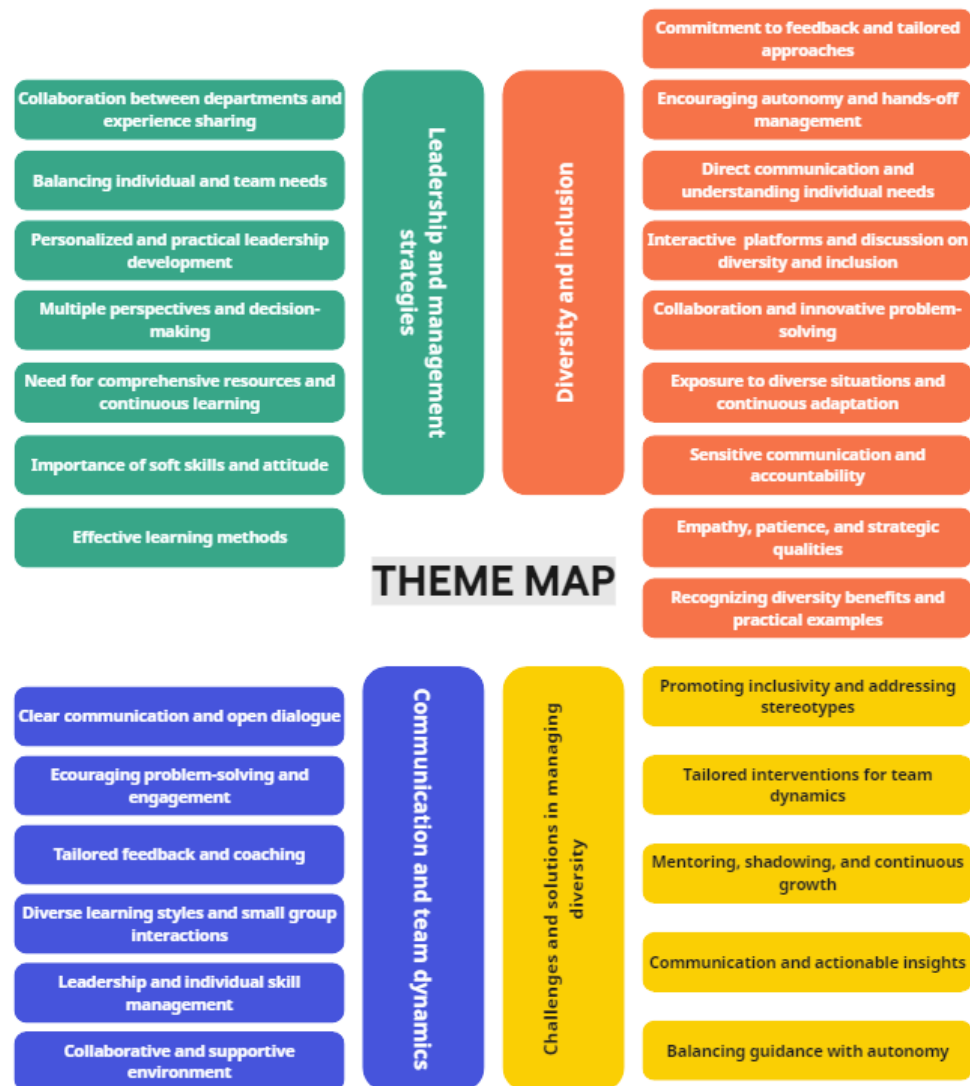 Collaboration between departments and
experience sharing
Balancing individual and team needs
Personalized and practical leadership
development
Multiple perspectives and decision-
making
Need for comprehensive resources and
continuous learning
Importance of soft skills and attitude
Effective learning methods
Leadership and management
strategies
Diversity and inclusion
Commitment to feedback and tailored
approaches
Encouraging autonomy and hands-off
management
Direct communication and
understanding individual needs
Interactive platforms and discussion on
diversity and inclusion
Collaboration and innovative problem-
solving
Exposure to diverse situations and
continuous adaptation
Sensitive communication and
accountability
Empathy, patience, and strategic
qualities
Recognizing diversity benefits and
practical examples
THEME MAP
Clear communication and open dialogue
Ecouraging problem-solving and
engagement
Tailored feedback and coaching
Diverse learning styles and small group
interactions
Leadership and individual skill
management
Collaborative and supportive
environment
Communication and team dynamics
Challenges and solutions in managing
diversity
Promoting inclusivity and addressing
stereotypes
Tailored interventions for team
dynamics
Mentoring, shadowing, and continuous
growth
Communication and actionable insights
Balancing guidance with autonomy